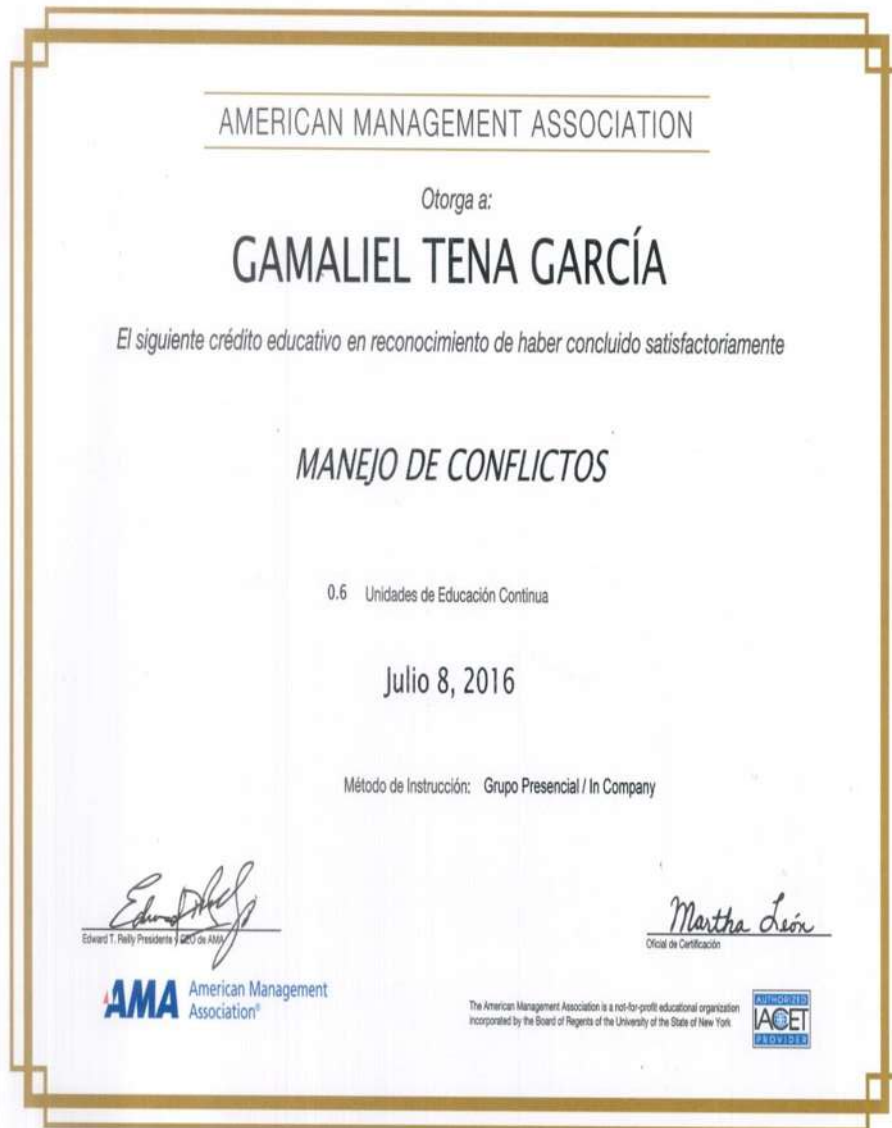 AMERICAN MANAGEMENT ASSOCIATION
Otorga a:
GAMALIEL TENA GARCÍA
El siguiente crédito educativo en reconocimiento de haber concluido satisfactoriamente
MANEJO DE CONFLICTOS
0.6 Unidades de Educación Continua
Julio 8, 2016
Método de Instrucción: Grupo Presencial / In Company
Martha León
Edward T. Reilly Presidente y CEO de AMA
Oficial de Certificación
AMA American Management
Association®
The American Management Association is a not-for-profit educational organization
incorporated by the Board of Regents of the University of the State of New York
AUTHORIZED
IACET
PROVIDER